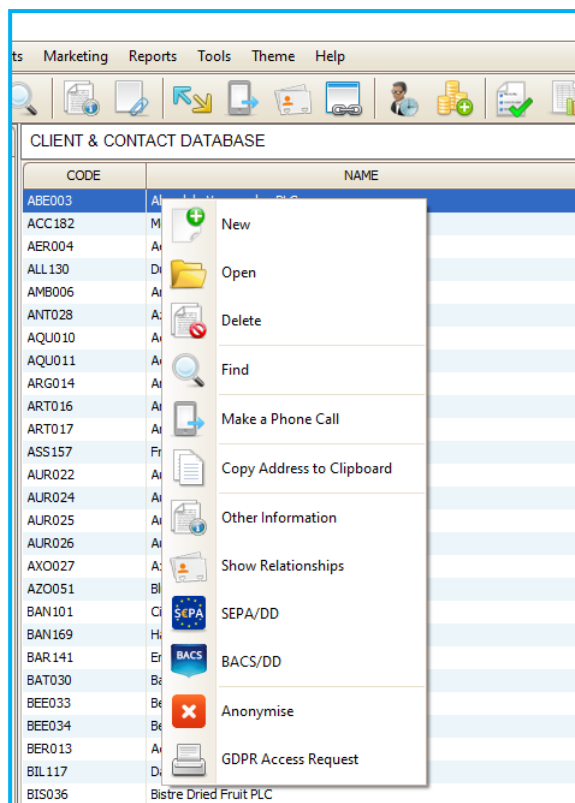 Marketing Reports Tools Theme Help
CLIENT & CONTACT DATABASE
CODE NAME
ABE003
ACC182
AER004
ALL130
AMB006
ANT028
AQU010
AQU011
ARG014
ART016
ART017
ASS157
AUR022
AUR024
AUR025
AUR026
AXO027
AZO051
BAN101
BAN169
BAR141
BAT030
BEE033
BEE034
BER013
BIL117
BIS036 Bistre Dried Fruit PLC
New
Open
Delete
Find
Make a Phone Call
Copy Address to Clipboard
Other Information
Show Relationships
SEPA SEPA/DD
BACS BACS/DD
Anonymise
GDPR Access Request